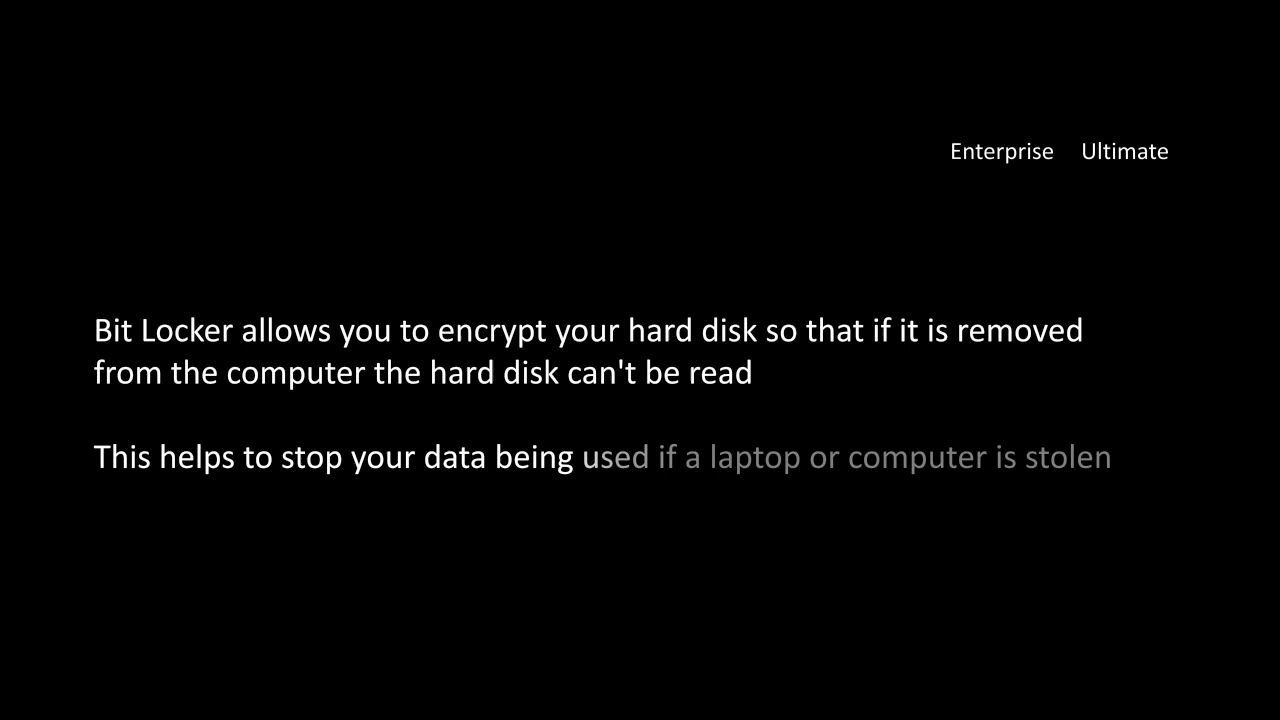 Enterprise Ultimate
Bit Locker allows you to encrypt your hard disk so that if it is removed
from the computer the hard disk can't be read
This helps to stop your data being used if a laptop or computer is stolen